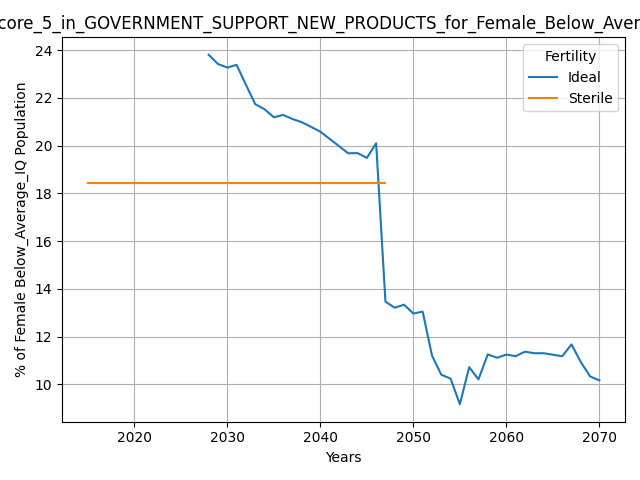 core_5_in_GOVERNMENT_SUPPORT_NEW_PRODUCTS_for_Female_Below_Aver
24
22
20
18
16
14
12
10
% of Female Below_Average_IQ Population
Fertility
Ideal
Sterile
2020 2030 2040 2050 2060 2070
Years